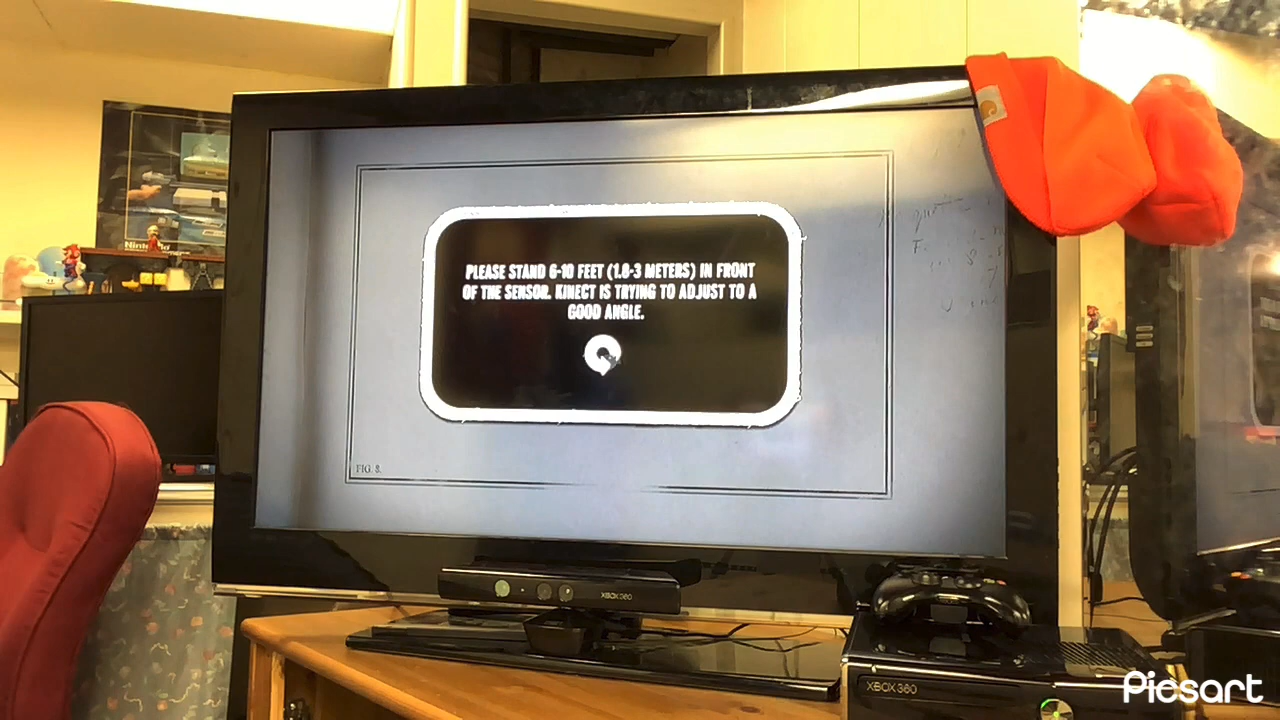 Nintendo
PLEASE STAND 6-10 FEET (1.8-3 METERS) IN FRONT
OF THE SENSOR. KINECT IS TRYING TO ADJUST TO A
GOOD ANGLE.
FIG. 8.
XBOX 360
XBOX 360
Picsart